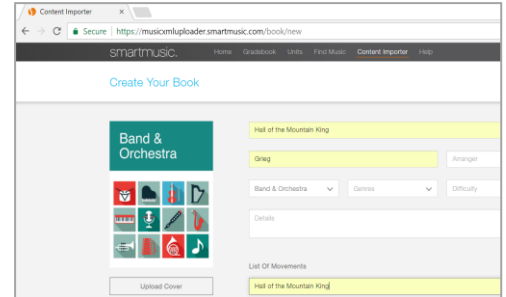 Content Importer
Secure https://musicxmluploader.smartmusic.com/book/new
smartmusic. Home Gradebook Units Find Music Content Importer Help
Create Your Book
Band &
Orchestra
Hall of the Mountain King
Grieg Arranger
Band & Orchestra Genres Difficulty
Details
List Of Movements
Upload Cover Hall of the Mountain King